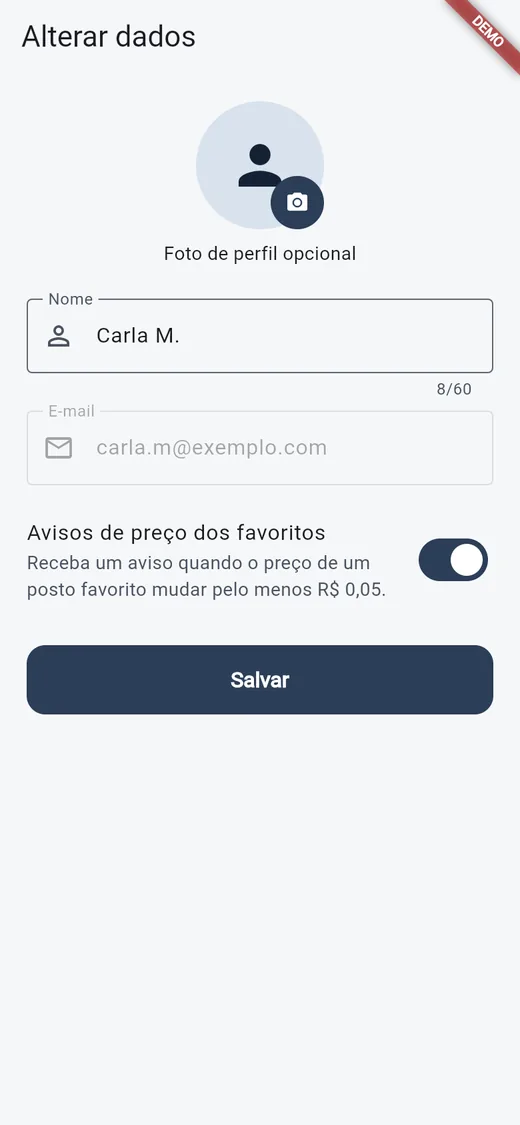 Alterar dados
DEMO
Foto de perfil opcional
Nome
Carla M.
8/60
E-mail
carla.m@exemplo.com
Avisos de preço dos favoritos
Receba um aviso quando o preço de um
posto favorito mudar pelo menos R$ 0,05.
Salvar